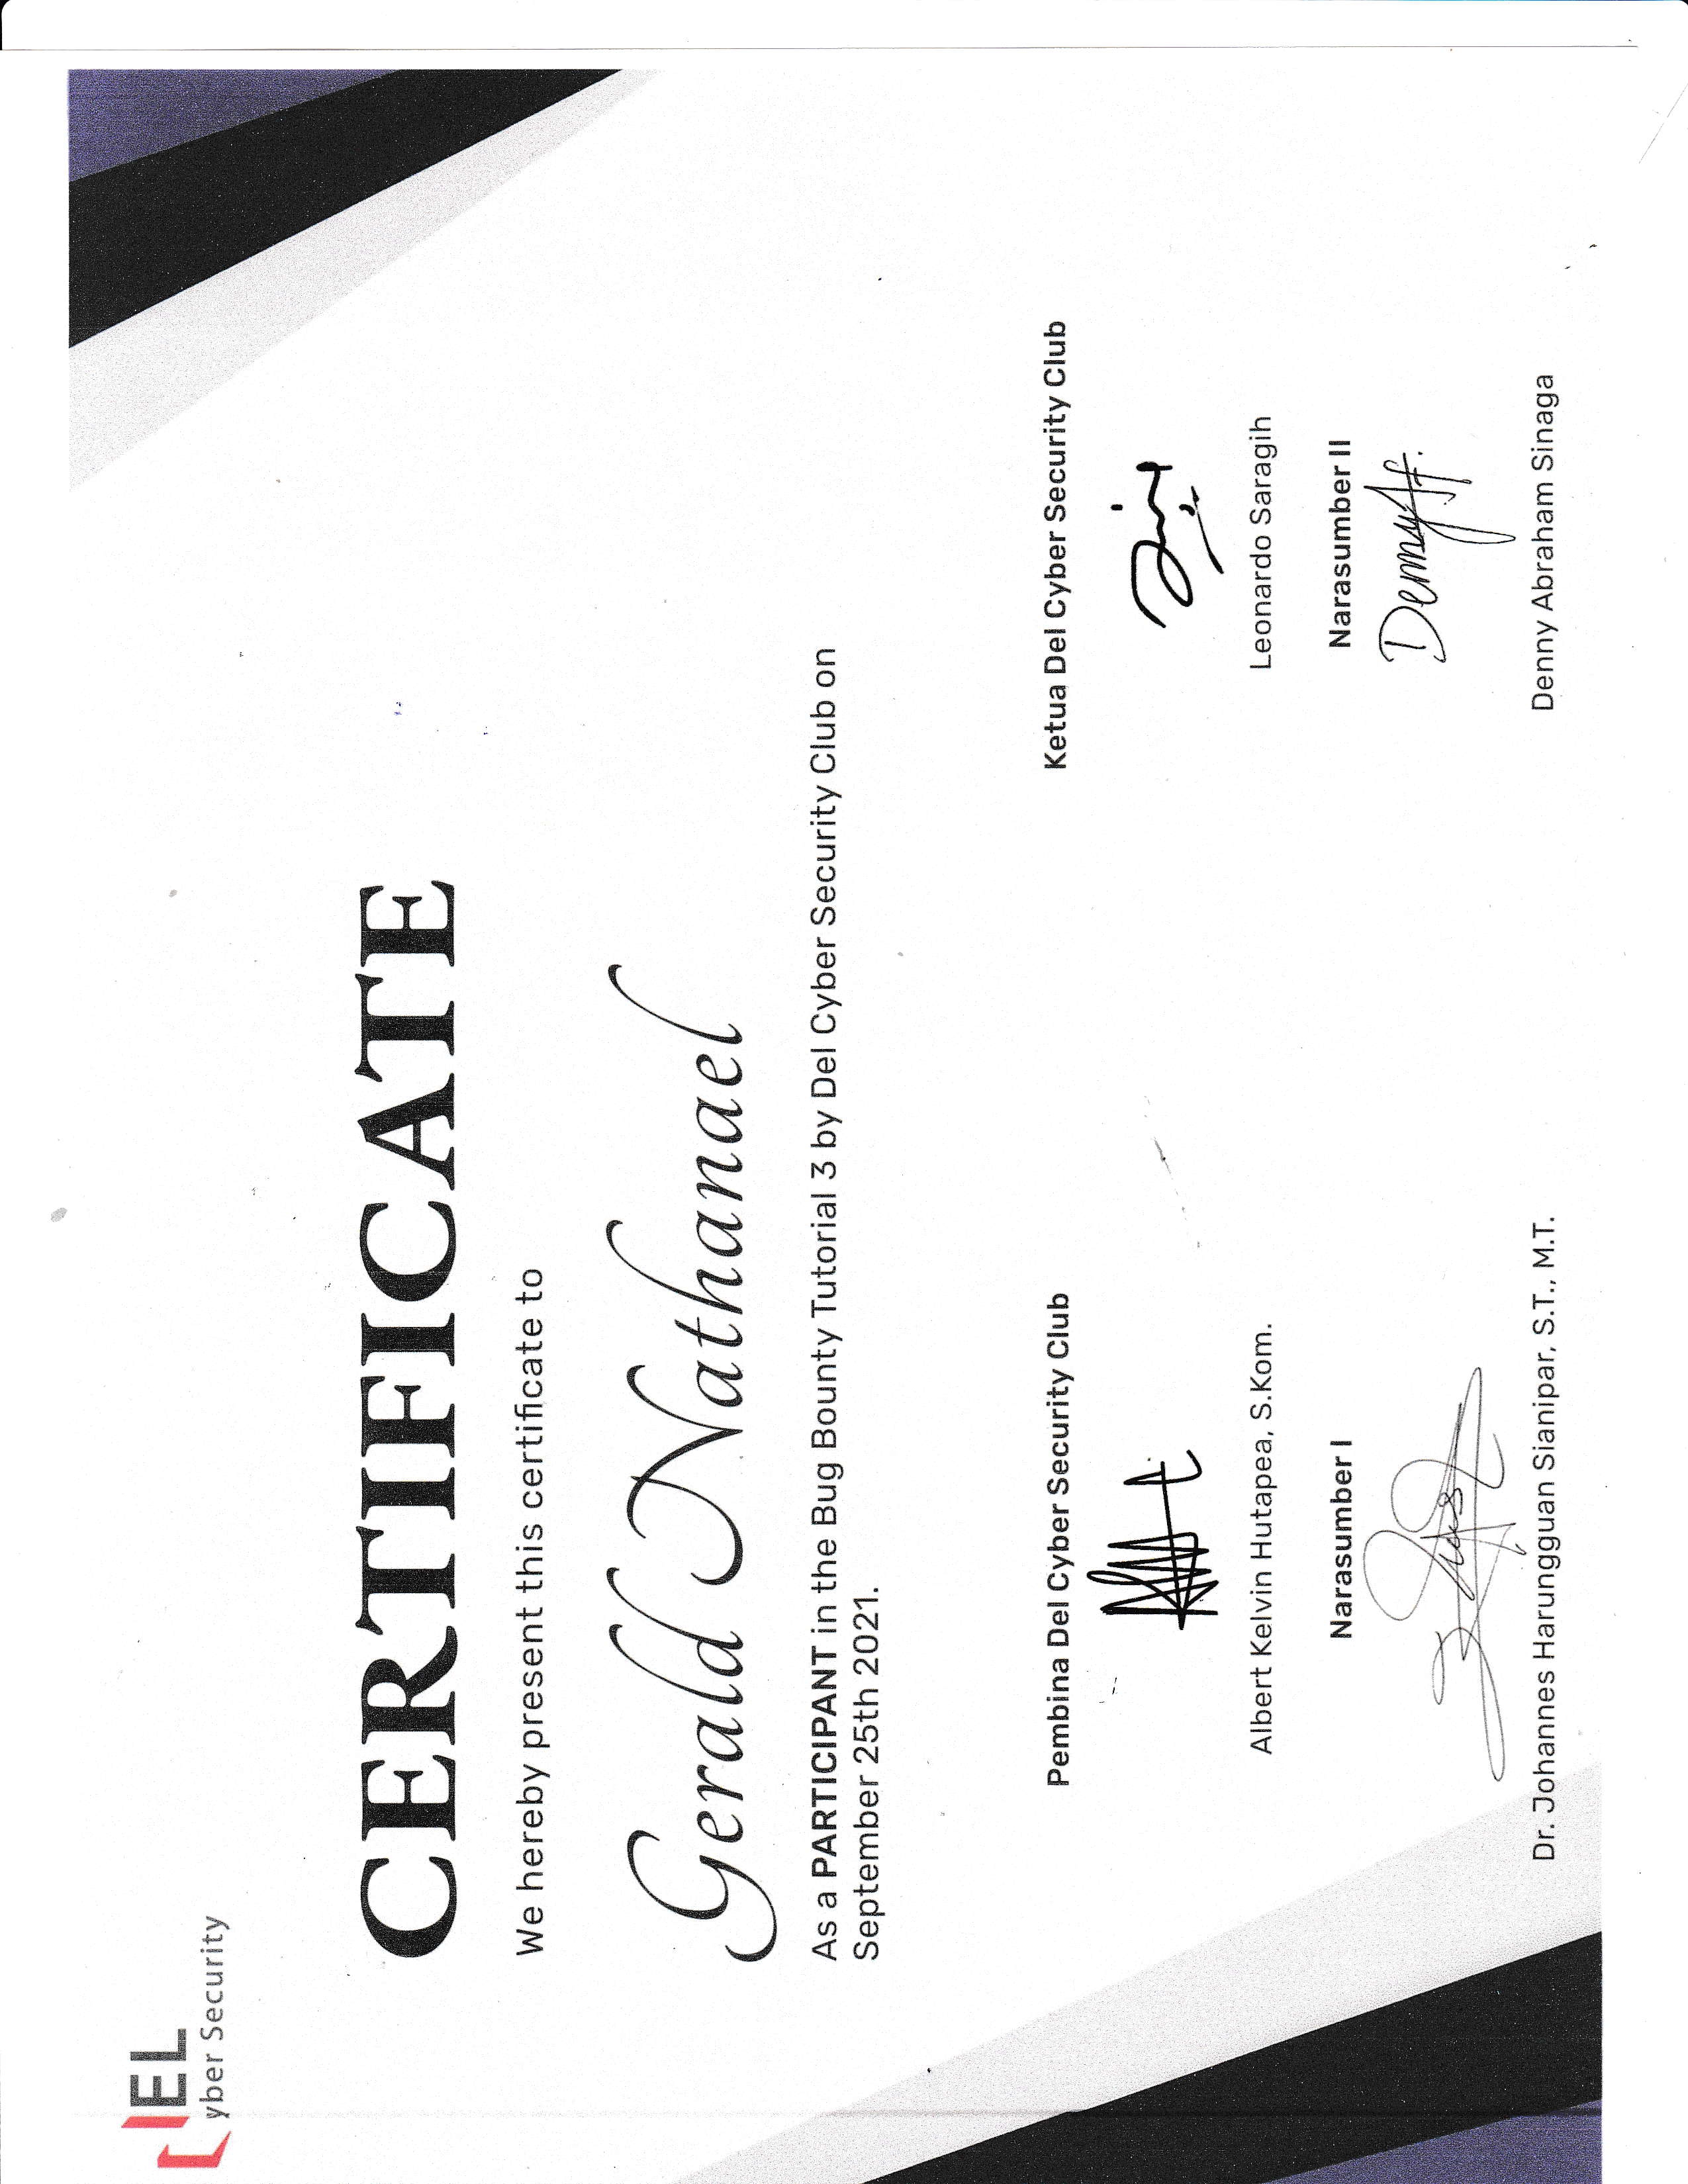 EL
yber Security
CERTIFICATE
We hereby present this certificate to
Gerald Nathanael
As a PARTICIPANT in the Bug Bounty Tutorial 3 by Del Cyber Security Club on
September 25th 2021.
Pembina Del Cyber Security Club
Albert Kelvin Hutapea, S.Kom.
Ketua Del Cyber Security Club
Leonardo Saragih
Narasumber I
Dr. Johannes Harungguan Sianipar, S.T., M.T.
Narasumber II
Denny
Denny Abraham Sinaga